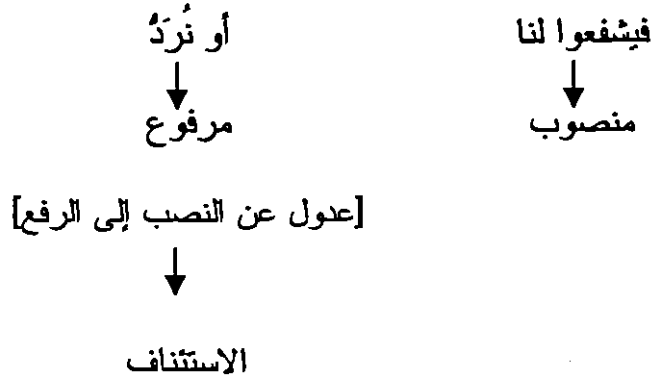 فيشفعوا لنا أو نُرَدُّ
منصوب مرفوع
[عدول عن النصب إلى الرفع]
الاستئناف